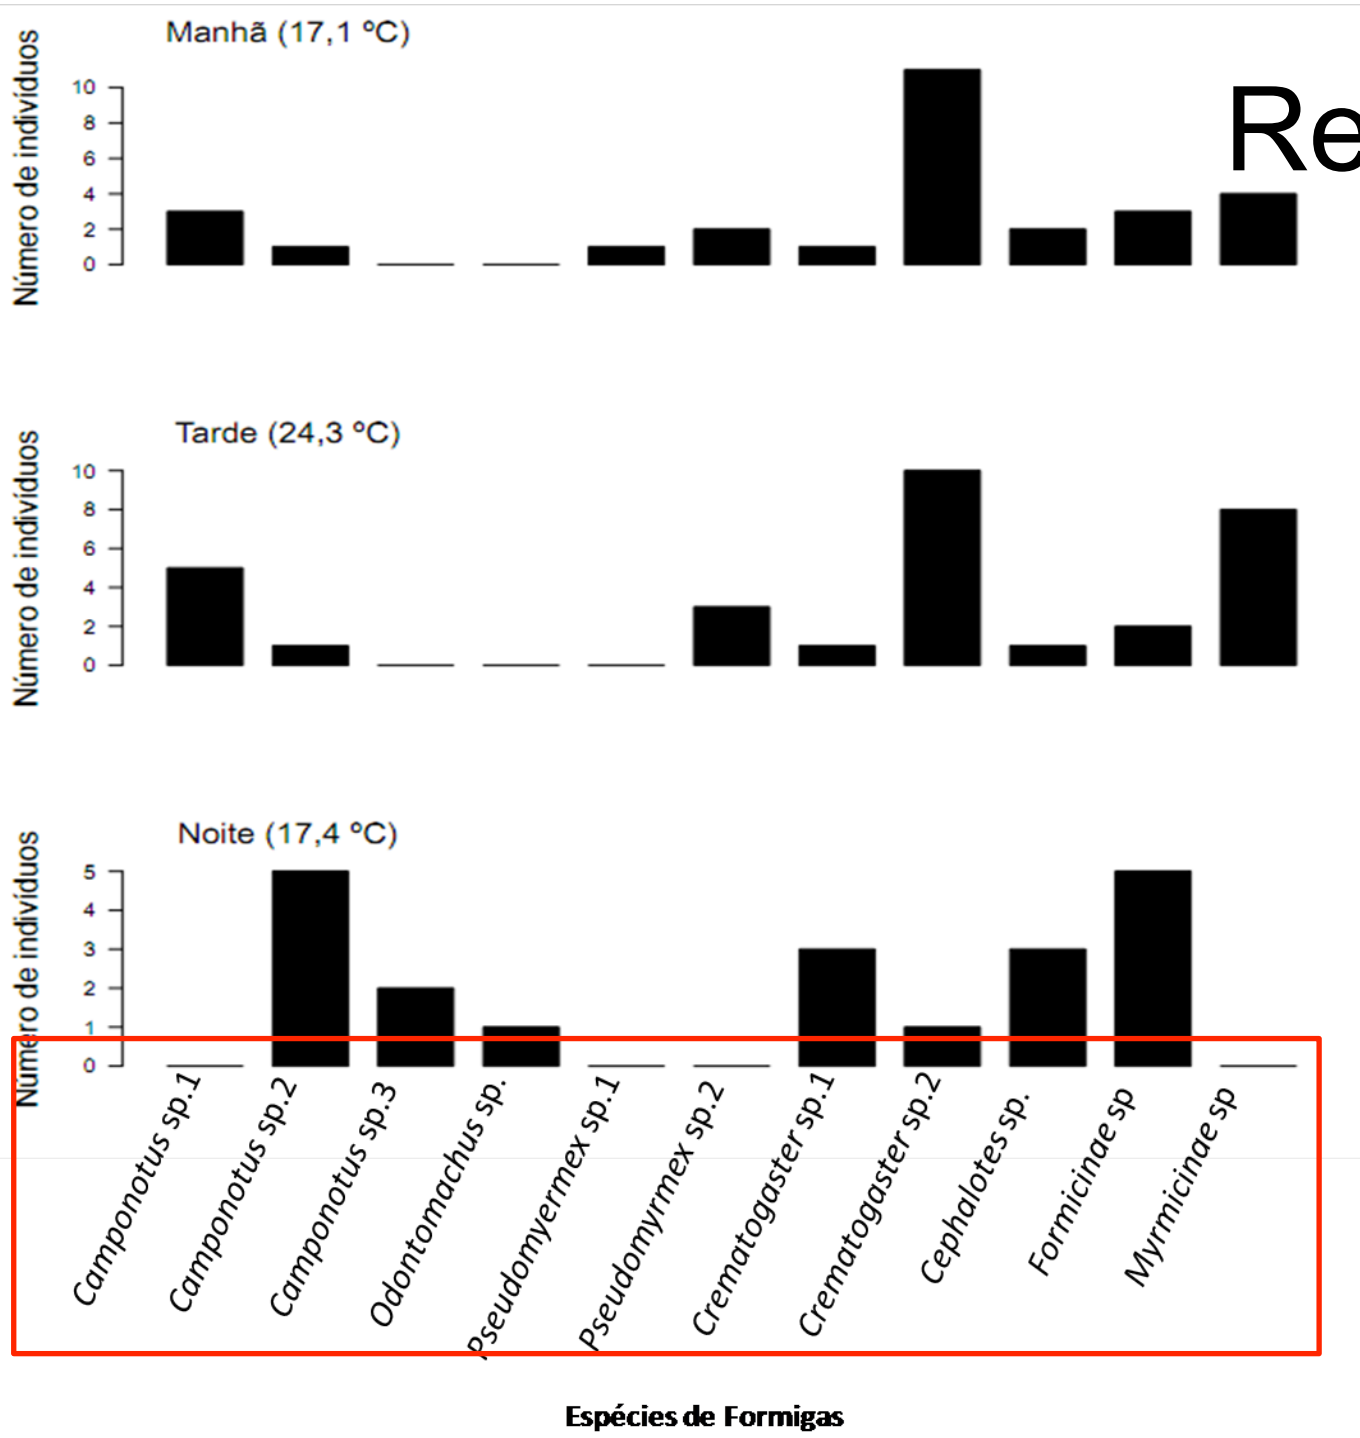 Manhã (17,1 ºC)
Número de indivíduos
10
8
6
4
2
0
Re
Tarde (24,3 ºC)
Número de indivíduos
10
8
6
4
2
0
Noite (17,4 ºC)
Número de indivíduos
5
4
3
2
1
0
Camponotus sp.1
Camponotus sp.2
Camponotus sp.3
Odontomachus sp.
Pseudomyermex sp.1
Pseudomyrmex sp.2
Crematogaster sp.1
Crematogaster sp.2
Cephalotes sp.
Formicinae sp
Myrmicinae sp
Espécies de Formigas